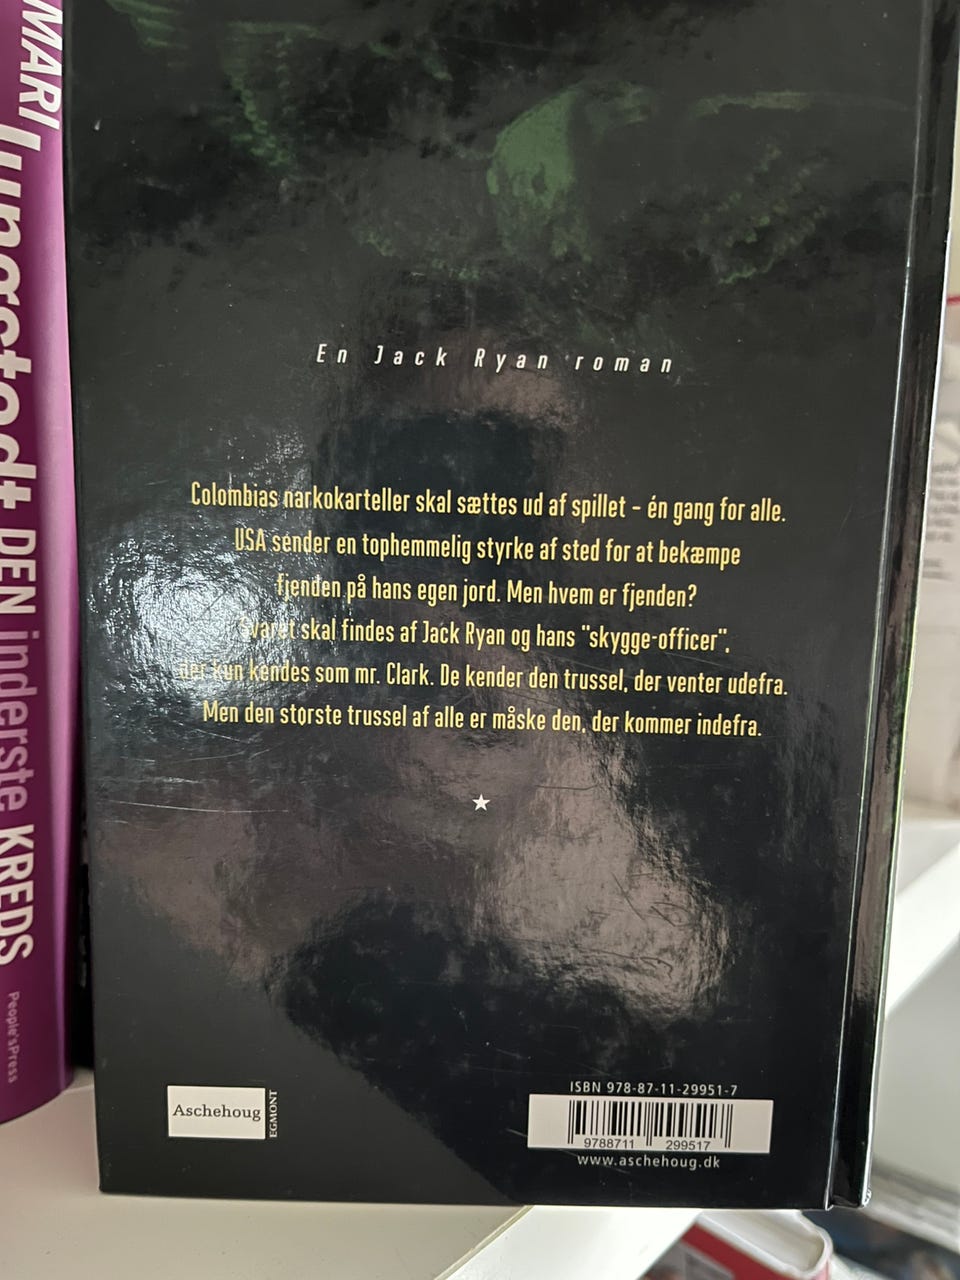 MARI
Jungstedt DEN inderste KREDS
People'sPress
En Jack Ryan roman
Colombias narkokarteller skal sættes ud af spillet – én gang for alle.
USA sender en tophemmelig styrke af sted for at bekæmpe
fjenden på hans egen jord. Men hvem er fjenden?
Svaret skal findes af Jack Ryan og hans "skygge-officer",
der kun kendes som mr. Clark. De kender den trussel, der venter udefra.
Men den største trussel af alle er måske den, der kommer indefra.
Aschehoug
EGMONT
ISBN 978-87-11-29951-7
9788711 299517
www.aschehoug.dk